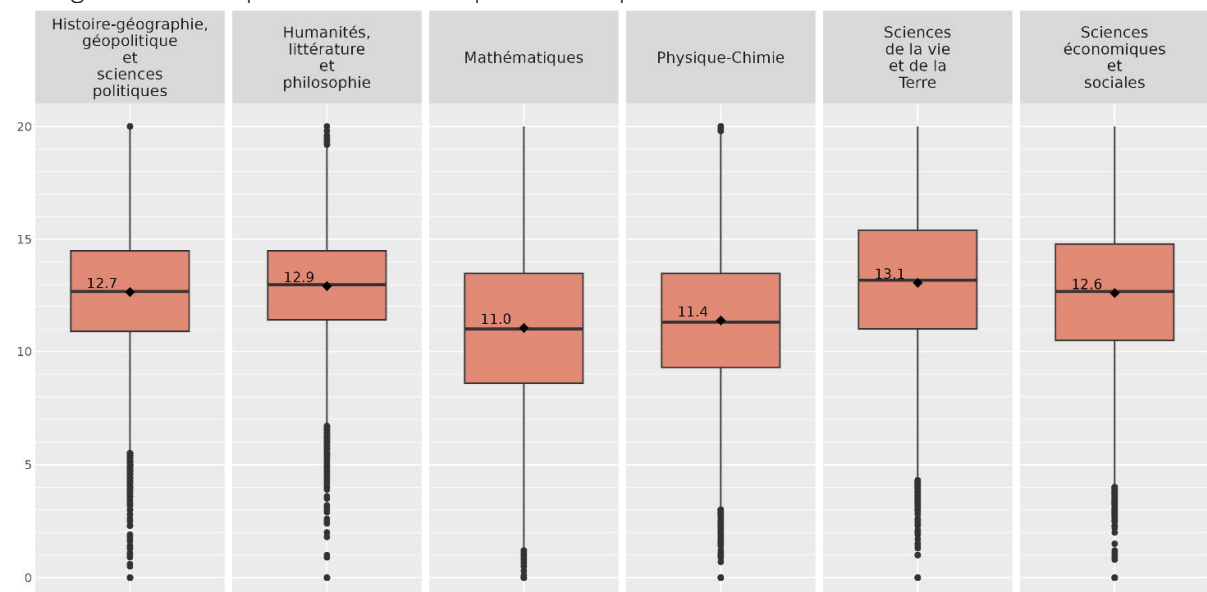 Histoire-géographie,
géopolitique
et
sciences
politiques
Humanités,
littérature
et
philosophie
Mathématiques
Physique-Chimie
Sciences
de la vie
et de la
Terre
Sciences
économiques
et
sociales
20
15
10
5
0
12.7
12.9
11.0
11.4
13.1
12.6